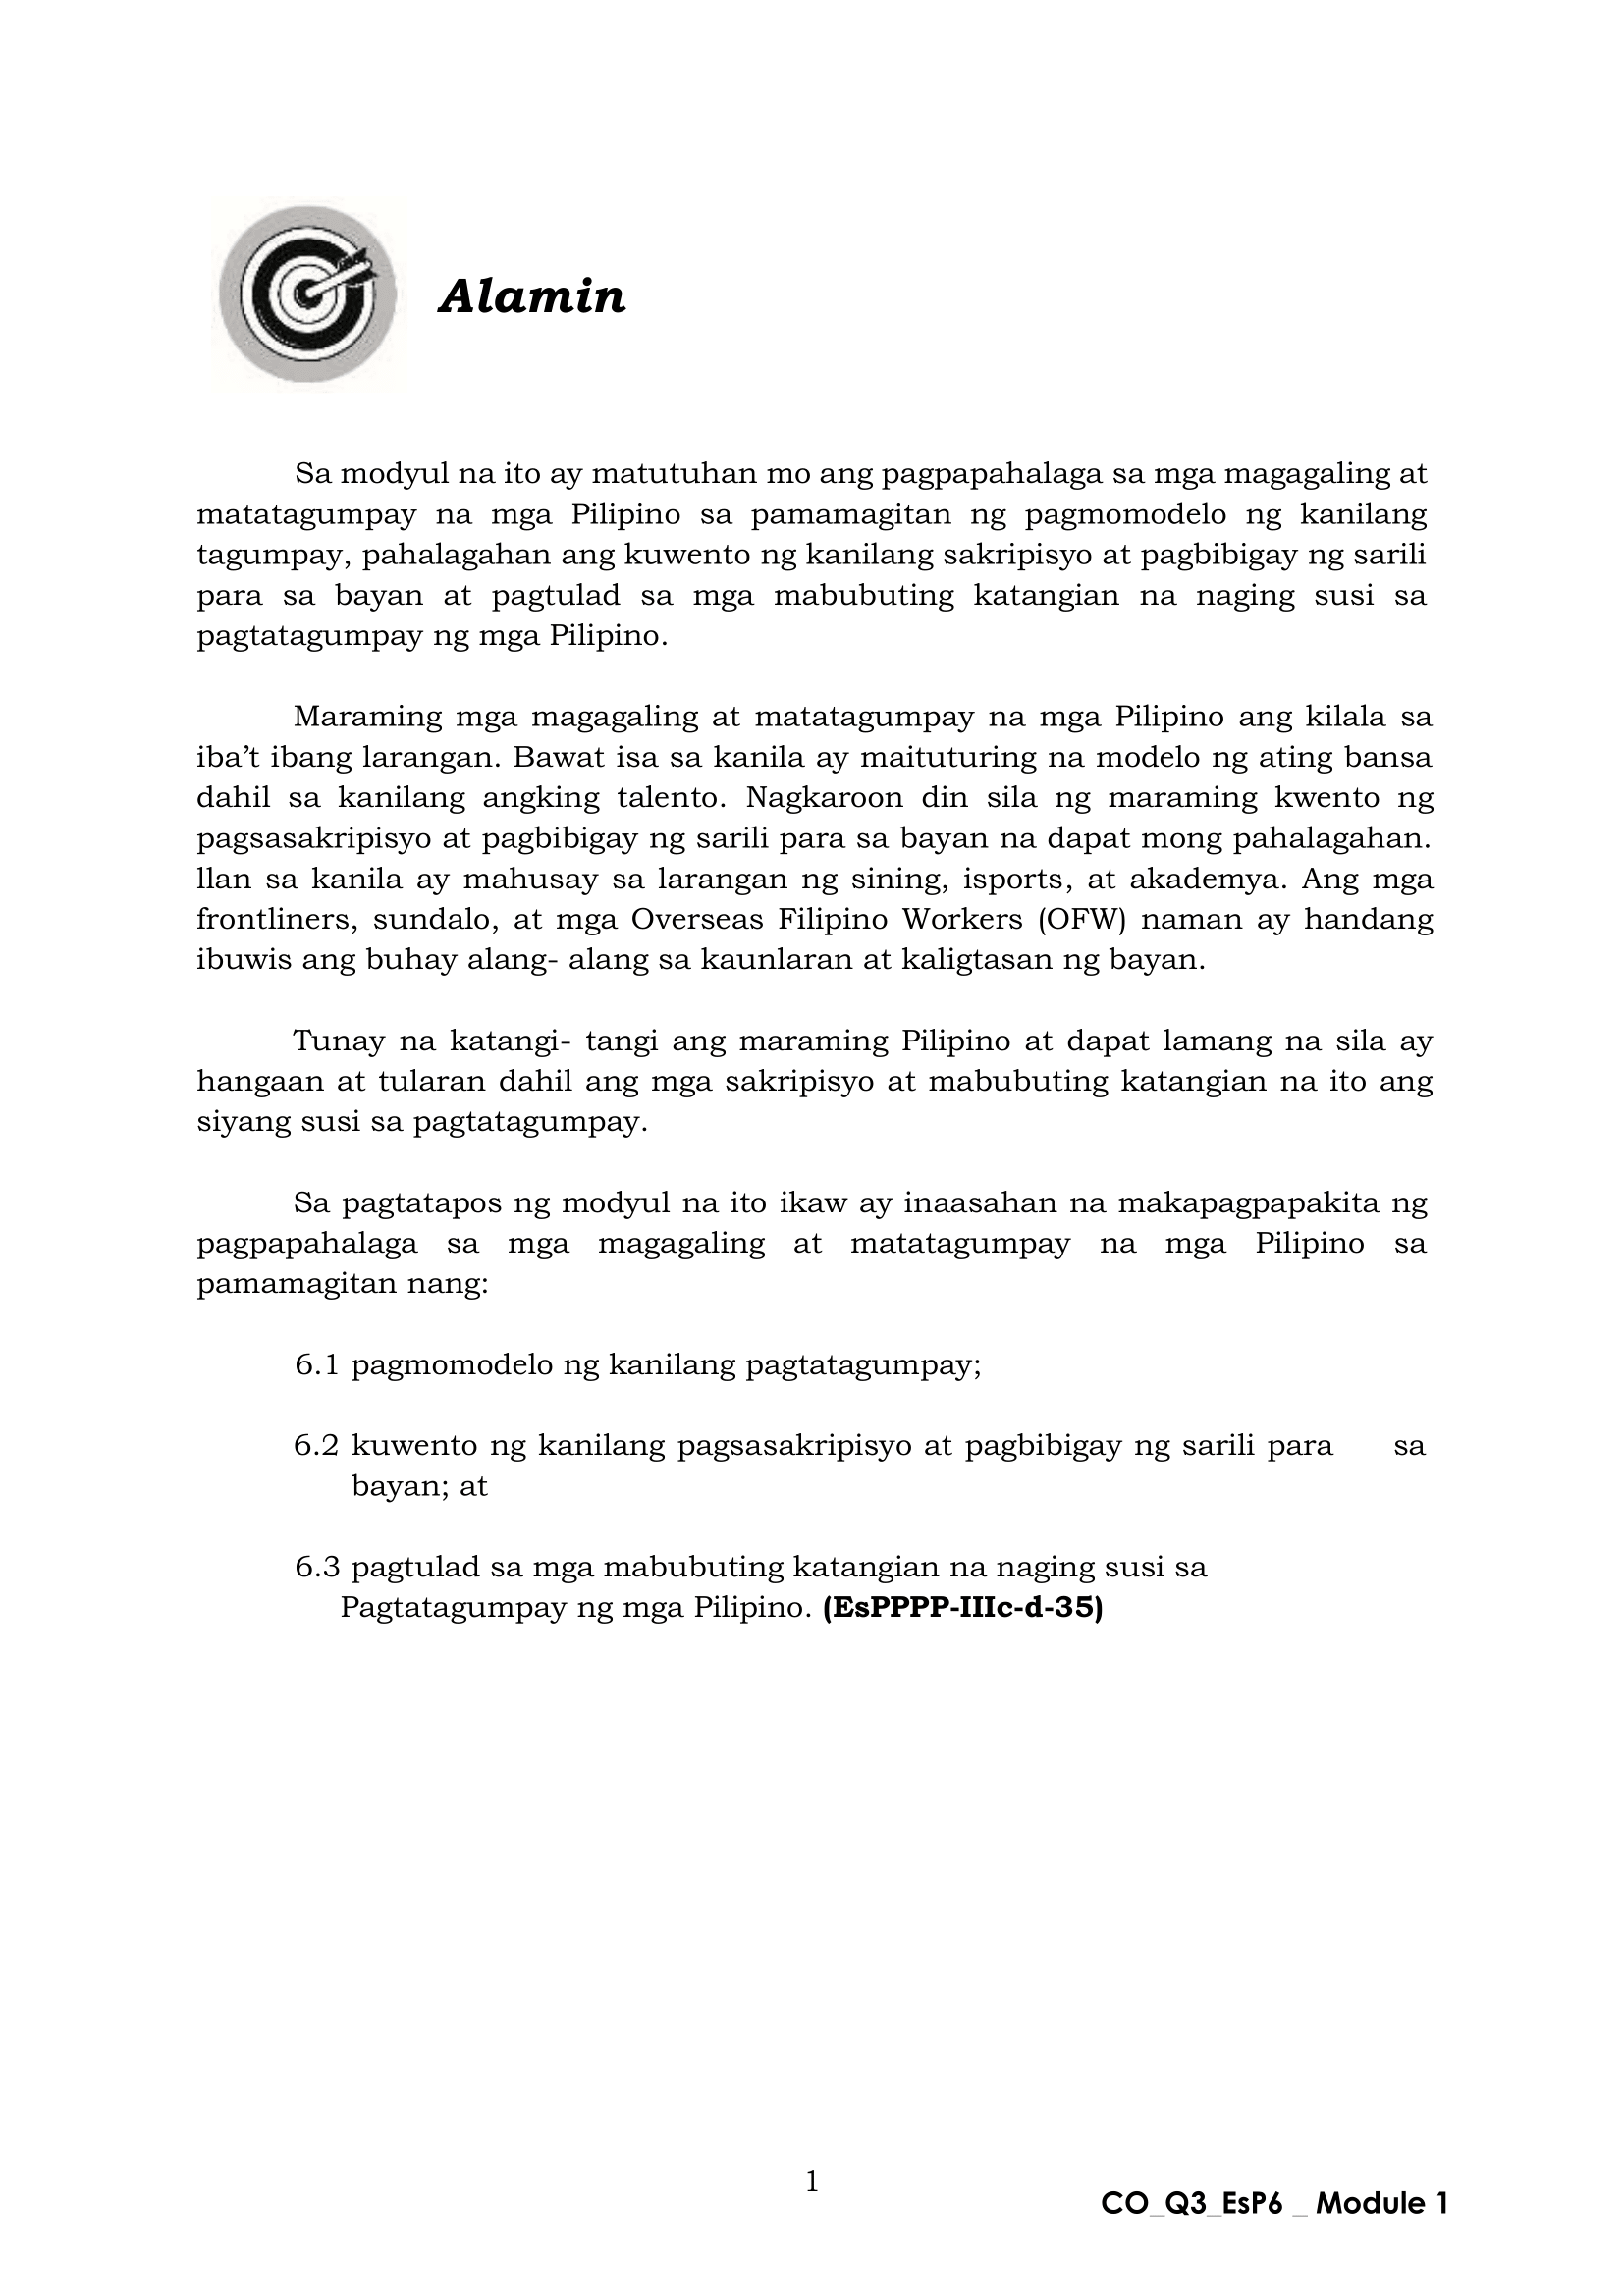 Alamin
Sa modyul na ito ay matutuhan mo ang pagpapahalaga sa mga magagaling at
matatagumpay na mga Pilipino sa pamamagitan ng pagmomodelo ng kanilang
tagumpay, pahalagahan ang kuwento ng kanilang sakripisyo at pagbibigay ng sarili
para sa bayan at pagtulad sa mga mabubuting katangian na naging susi sa
pagtatagumpay ng mga Pilipino.
Maraming mga magagaling at matatagumpay na mga Pilipino ang kilala sa
iba’t ibang larangan. Bawat isa sa kanila ay maituturing na modelo ng ating bansa
dahil sa kanilang angking talento. Nagkaroon din sila ng maraming kwento ng
pagsasakripisyo at pagbibigay ng sarili para sa bayan na dapat mong pahalagahan.
llan sa kanila ay mahusay sa larangan ng sining, isports, at akademya. Ang mga
frontliners, sundalo, at mga Overseas Filipino Workers (OFW) naman ay handang
ibuwis ang buhay alang- alang sa kaunlaran at kaligtasan ng bayan.
Tunay na katangi- tangi ang maraming Pilipino at dapat lamang na sila ay
hangaan at tularan dahil ang mga sakripisyo at mabubuting katangian na ito ang
siyang susi sa pagtatagumpay.
Sa pagtatapos ng modyul na ito ikaw ay inaasahan na makapagpapakita ng
pagpapahalaga sa mga magagaling at matatagumpay na mga Pilipino sa
pamamagitan nang:
6.1 pagmomodelo ng kanilang pagtatagumpay;
6.2 kuwento ng kanilang pagsasakripisyo at pagbibigay ng sarili para sa
bayan; at
6.3 pagtulad sa mga mabubuting katangian na naging susi sa
Pagtatagumpay ng mga Pilipino. (EsPPPP-IIIc-d-35)
1
CO_Q3_EsP6 _ Module 1